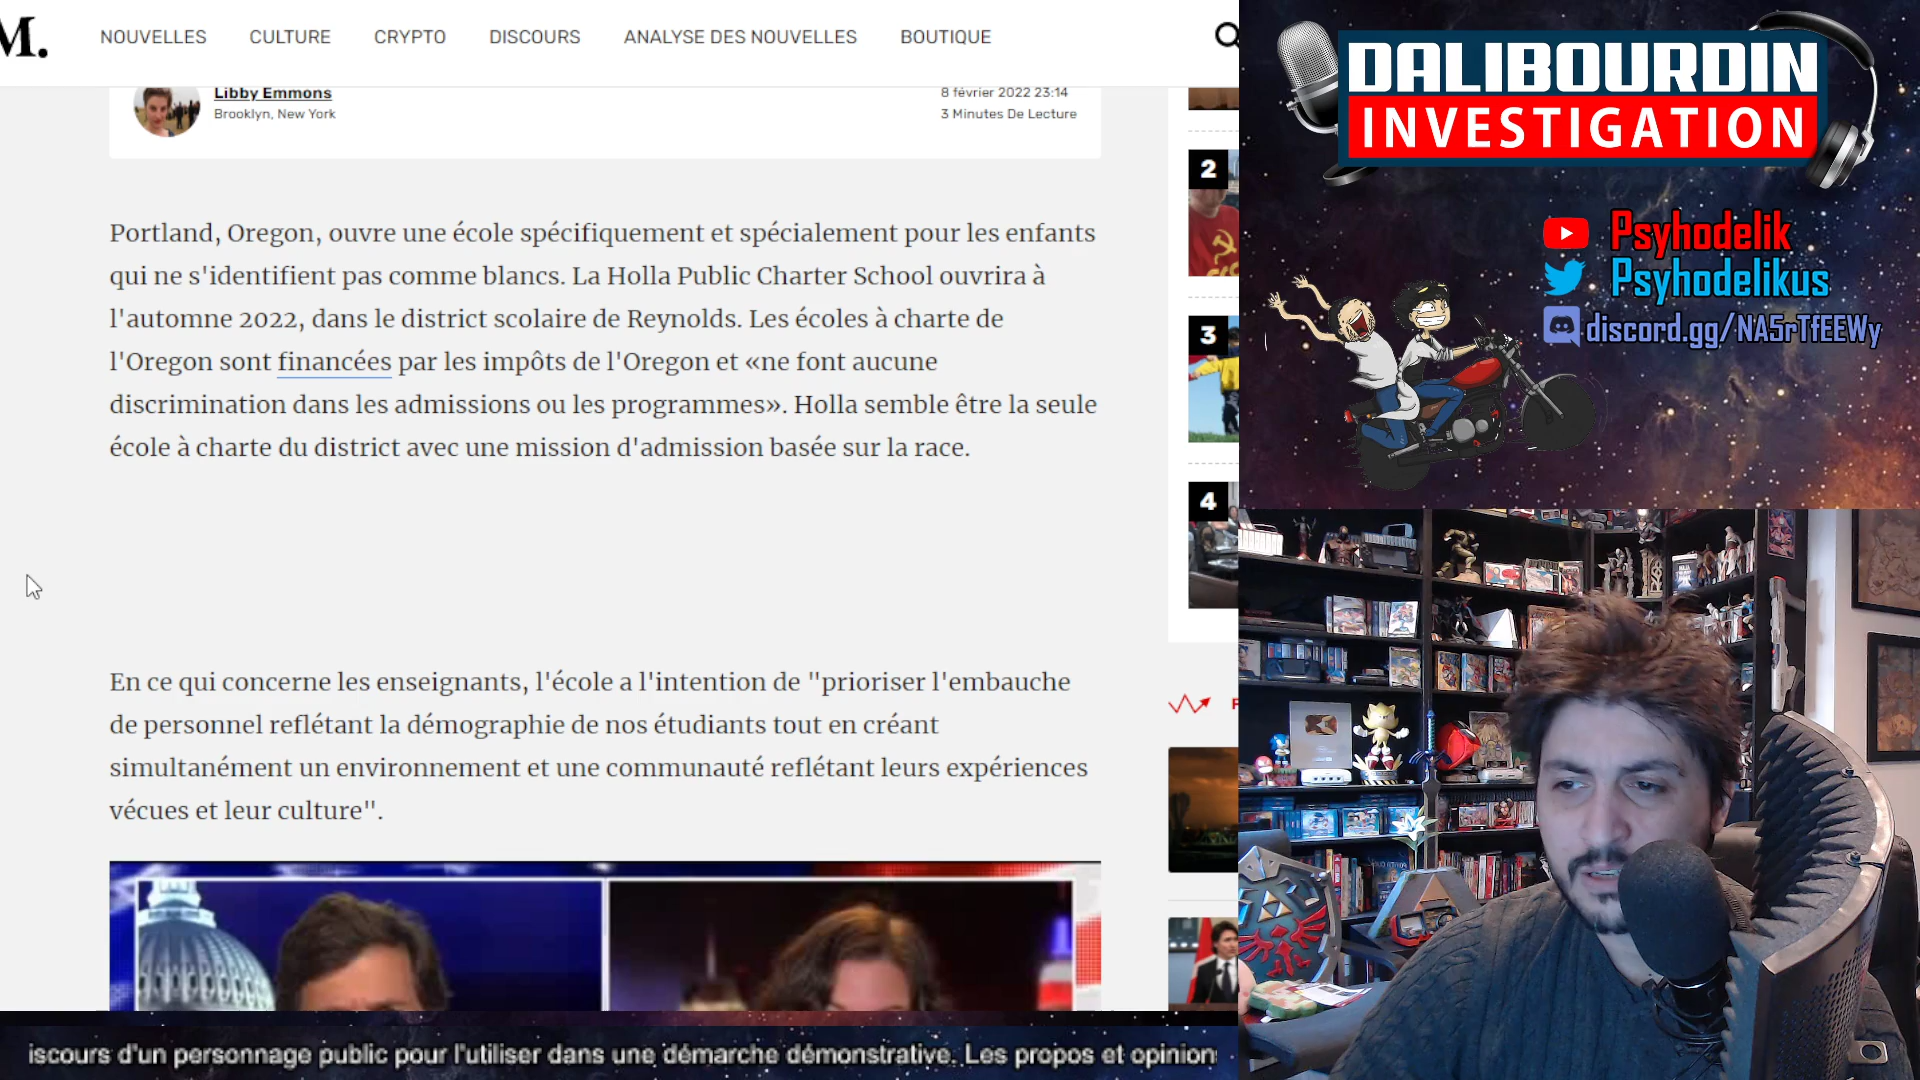 M.
NOUVELLES CULTURE CRYPTO DISCOURS ANALYSE DES NOUVELLES BOUTIQUE
Libby Emmons
Brooklyn, New York
8 février 2022 23:14
3 Minutes De Lecture
Portland, Oregon, ouvre une école spécifiquement et spécialement pour les enfants
qui ne s'identifient pas comme blancs. La Holla Public Charter School ouvrira à
l'automne 2022, dans le district scolaire de Reynolds. Les écoles à charte de
l'Oregon sont financées par les impôts de l'Oregon et «ne font aucune
discrimination dans les admissions ou les programmes». Holla semble être la seule
école à charte du district avec une mission d'admission basée sur la race.
En ce qui concerne les enseignants, l'école a l'intention de "prioriser l'embauche
de personnel reflétant la démographie de nos étudiants tout en créant
simultanément un environnement et une communauté reflétant leurs expériences
vécues et leur culture".
2
3
4
DALIBOURDIN
INVESTIGATION
Psyhodelik
Psyhodelikus
discord.gg/NA5rTfEEWy
iscours d'un personnage public pour l'utiliser dans une démarche démonstrative. Les propos et opinion